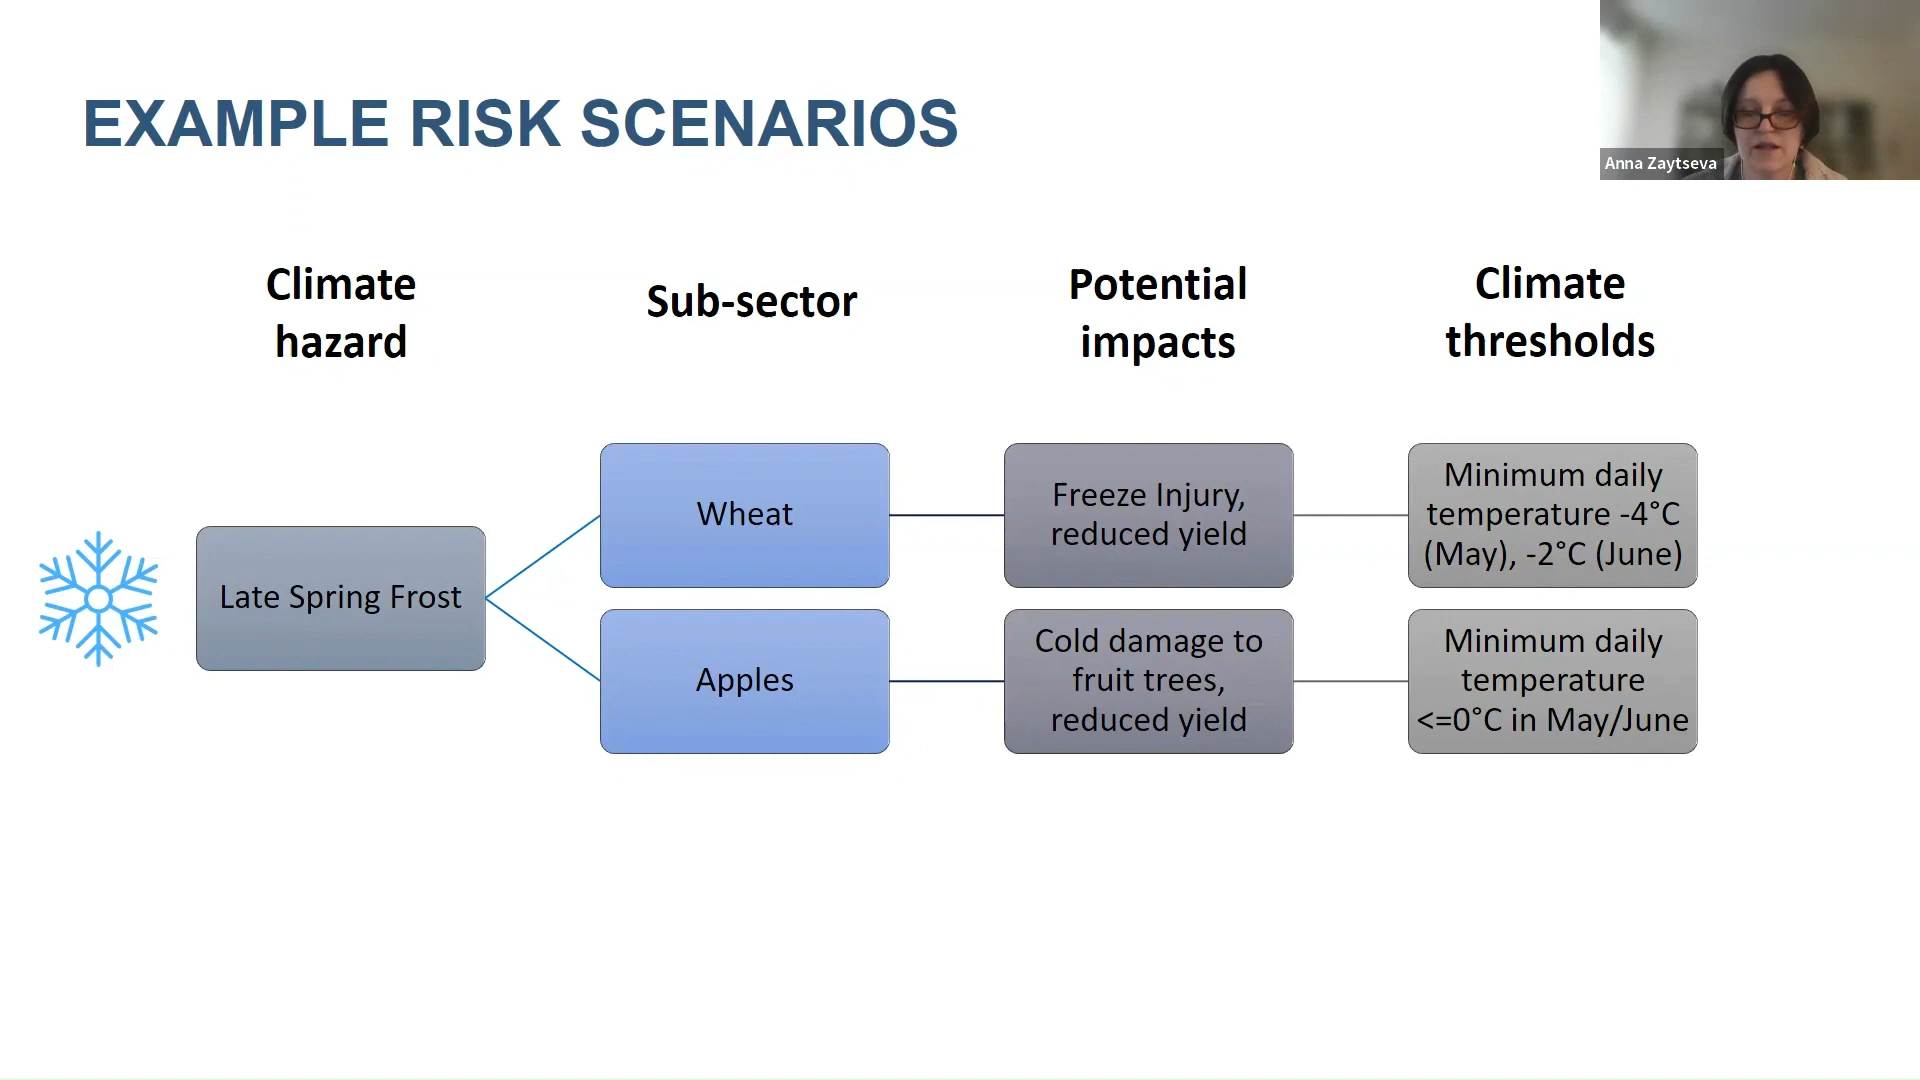 EXAMPLE RISK SCENARIOS
Anna Zaytseva
Climate
hazard
Sub-sector
Potential
impacts
Climate
thresholds
Late Spring Frost
Wheat
Freeze Injury,
reduced yield
Minimum daily
temperature -4°C
(May), -2°C (June)
Apples
Cold damage to
fruit trees,
reduced yield
Minimum daily
temperature
<=0°C in May/June